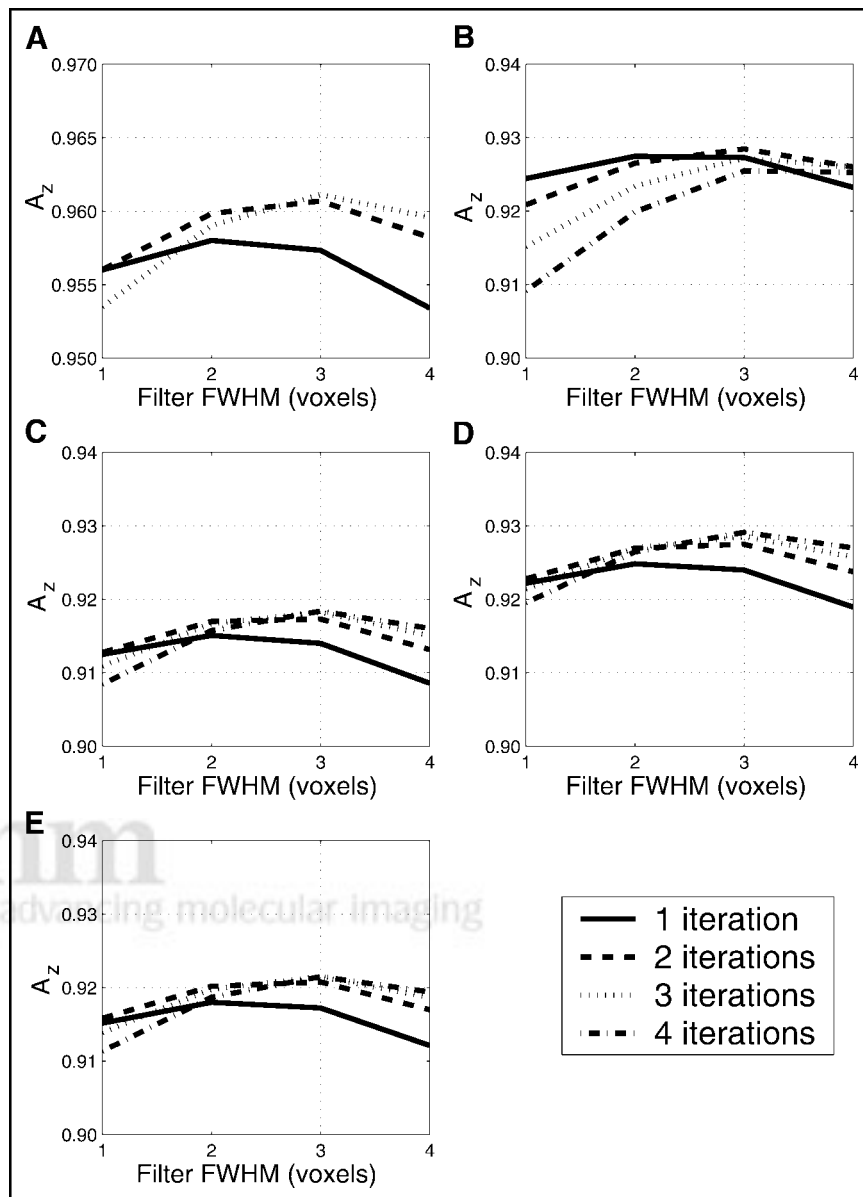 A
0.970
0.965
0.960
0.955
0.950
A_z
1 2 3 4
Filter FWHM (voxels)
B
0.94
0.93
0.92
0.91
0.90
A_z
1 2 3 4
Filter FWHM (voxels)
C
0.94
0.93
0.92
0.91
0.90
A_z
1 2 3 4
Filter FWHM (voxels)
D
0.94
0.93
0.92
0.91
0.90
A_z
1 2 3 4
Filter FWHM (voxels)
E
0.94
0.93
0.92
0.91
0.90
A_z
1 2 3 4
Filter FWHM (voxels)
advancing molecular imaging
1 iteration
2 iterations
3 iterations
4 iterations